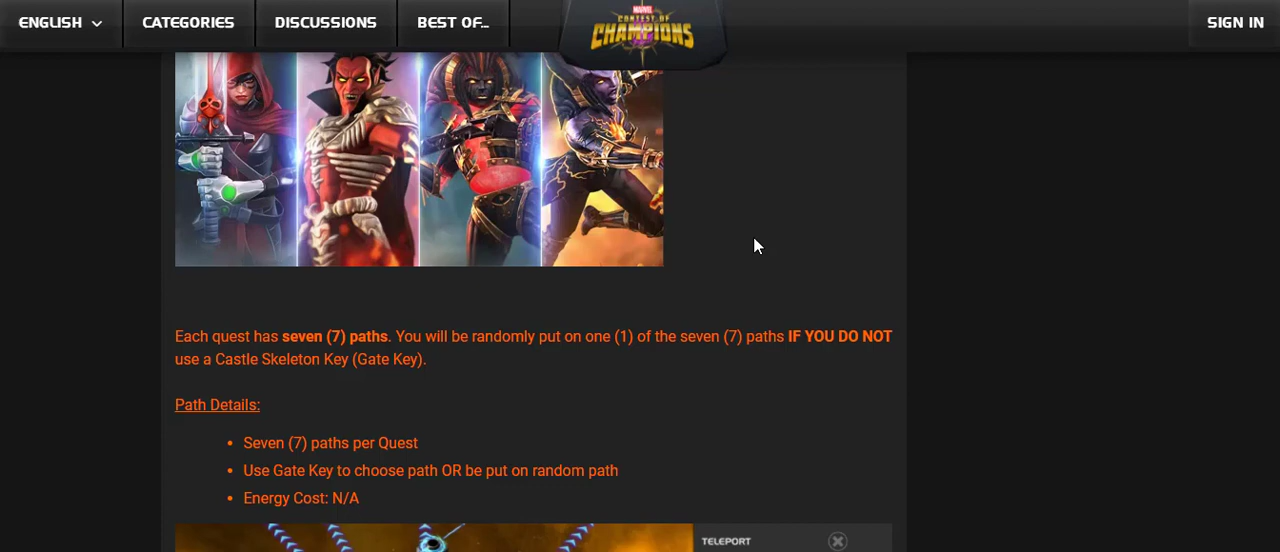 ENGLISH CATEGORIES DISCUSSIONS BEST OF... MARVEL CONTEST OF CHAMPIONS SIGN IN
Each quest has seven (7) paths. You will be randomly put on one (1) of the seven (7) paths IF YOU DO NOT
use a Castle Skeleton Key (Gate Key).
Path Details:
• Seven (7) paths per Quest
• Use Gate Key to choose path OR be put on random path
• Energy Cost: N/A
TELEPORT